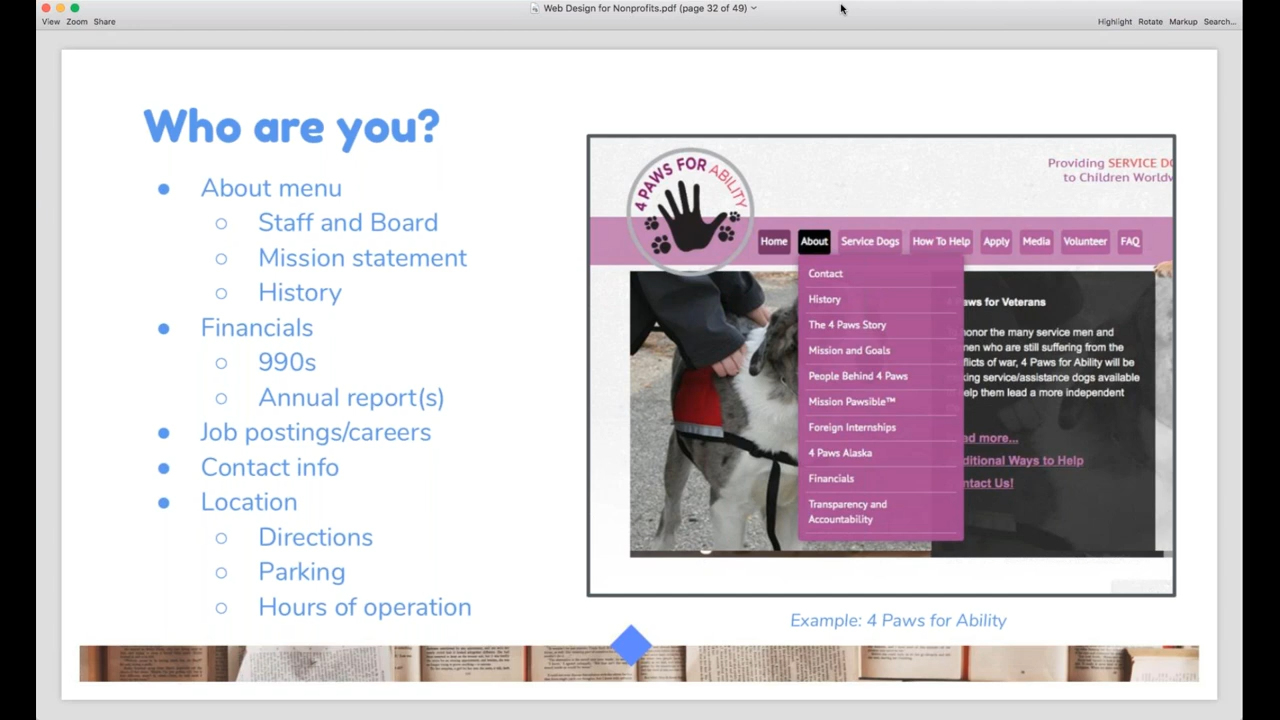 Web Design for Nonprofits.pdf (page 32 of 49)
View Zoom Share
Highlight Rotate Markup Search...
Who are you?
● About menu
○ Staff and Board
○ Mission statement
○ History
● Financials
○ 990s
○ Annual report(s)
● Job postings/careers
● Contact info
● Location
○ Directions
○ Parking
○ Hours of operation
4 PAWS FOR ABILITY
Providing SERVICE DO
to Children Worldw
Home About Service Dogs How To Help Apply Media Volunteer FAQ
Contact
History
The 4 Paws Story
Mission and Goals
People Behind 4 Paws
Mission Pawsible™
Foreign Internships
4 Paws Alaska
Financials
Transparency and
Accountability
4 Paws for Veterans
honor the many service men and
men who are still suffering from the
flicts of war, 4 Paws for Ability will be
king service/assistance dogs available
help them lead a more independent
ad more...
ditional Ways to Help
ntact Us!
Example: 4 Paws for Ability